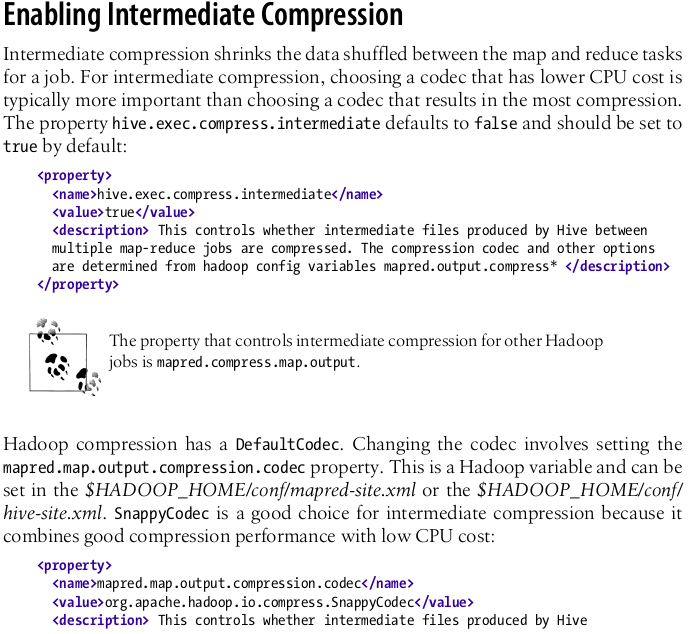 Enabling Intermediate Compression
Intermediate compression shrinks the data shuffled between the map and reduce tasks
for a job. For intermediate compression, choosing a codec that has lower CPU cost is
typically more important than choosing a codec that results in the most compression.
The property hive.exec.compress.intermediate defaults to false and should be set to
true by default:
<property>
<name>hive.exec.compress.intermediate</name>
<value>true</value>
<description> This controls whether intermediate files produced by Hive between
multiple map-reduce jobs are compressed. The compression codec and other options
are determined from hadoop config variables mapred.output.compress* </description>
</property>
The property that controls intermediate compression for other Hadoop
jobs is mapred.compress.map.output.
Hadoop compression has a DefaultCodec. Changing the codec involves setting the
mapred.map.output.compression.codec property. This is a Hadoop variable and can be
set in the $HADOOP_HOME/conf/mapred-site.xml or the $HADOOP_HOME/conf/
hive-site.xml. SnappyCodec is a good choice for intermediate compression because it
combines good compression performance with low CPU cost:
<property>
<name>mapred.map.output.compression.codec</name>
<value>org.apache.hadoop.io.compress.SnappyCodec</value>
<description> This controls whether intermediate files produced by Hive